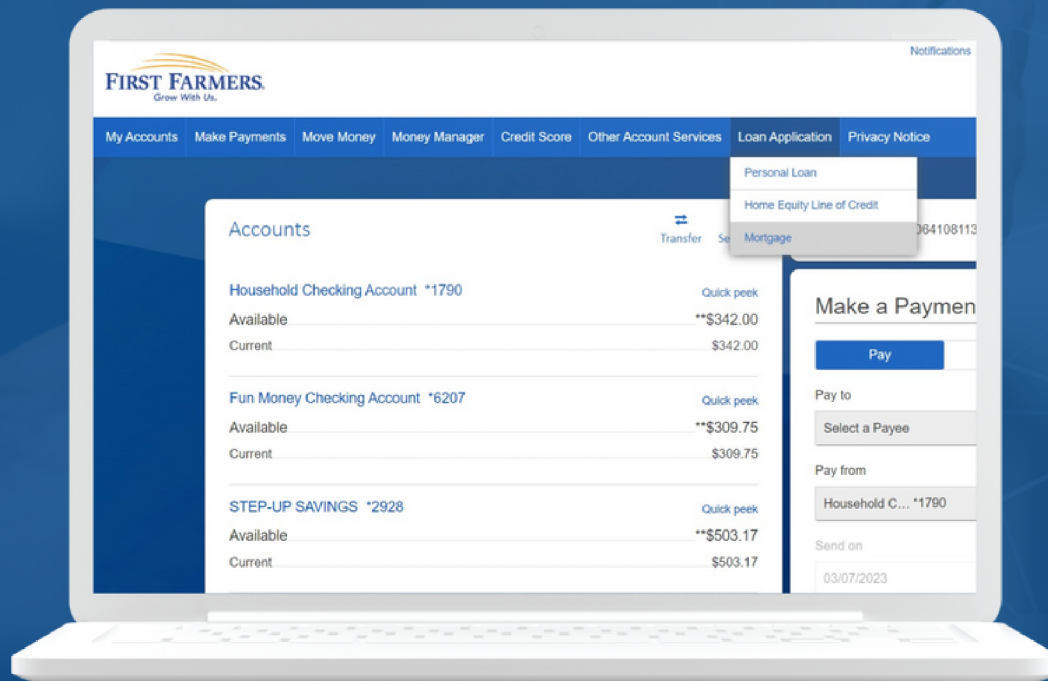 Notifications
FIRST FARMERS
Grow With Us.
My Accounts Make Payments Move Money Money Manager Credit Score Other Account Services Loan Application Privacy Notice
Personal Loan
Home Equity Line of Credit
Mortgage
Accounts
Transfer Se
064108113
Household Checking Account *1790 Quick peek
Available **$342.00
Current $342.00
Fun Money Checking Account *6207 Quick peek
Available **$309.75
Current $309.75
STEP-UP SAVINGS *2928 Quick peek
Available **$503.17
Current $503.17
Make a Paymen
Pay
Pay to
Select a Payee
Pay from
Household C... *1790
Send on
03/07/2023